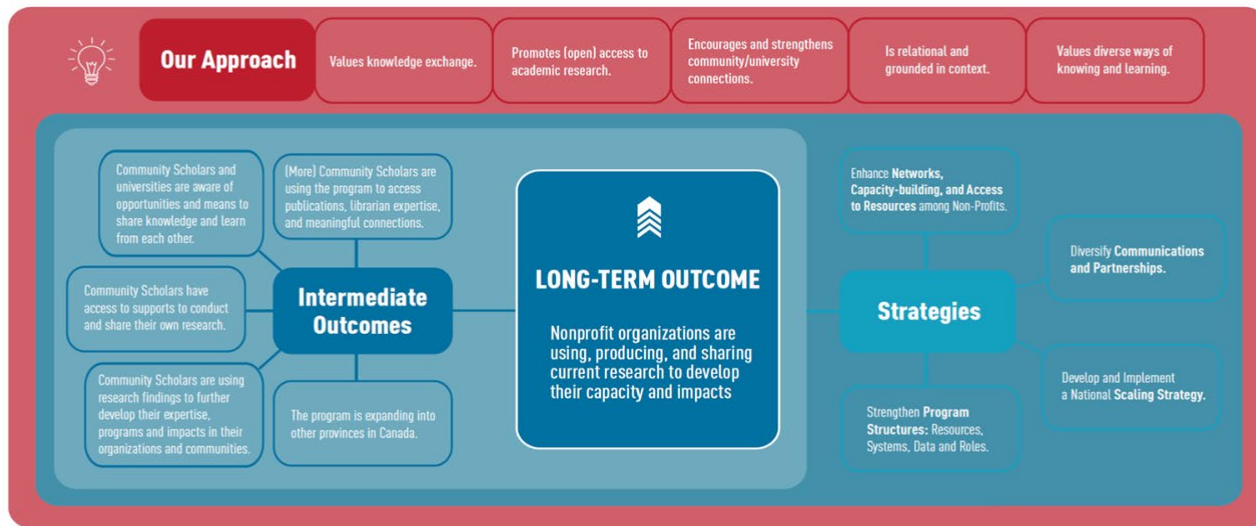 Our Approach
Values knowledge exchange.
Promotes (open) access to
academic research.
Encourages and strengthens
community/university
connections.
Is relational and
grounded in context.
Values diverse ways of
knowing and learning.
Community Scholars and
universities are aware of
opportunities and means to
share knowledge and learn
from each other.
(More) Community Scholars are
using the program to access
publications, librarian expertise,
and meaningful connections.
Community Scholars have
access to supports to conduct
and share their own research.
Intermediate
Outcomes
Community Scholars are using
research findings to further
develop their expertise,
programs and impacts in their
organizations and communities.
The program is expanding into
other provinces in Canada.
LONG-TERM OUTCOME
Nonprofit organizations are
using, producing, and sharing
current research to develop
their capacity and impacts
Enhance Networks,
Capacity-building, and Access
to Resources among Non-Profits.
Diversify Communications
and Partnerships.
Strategies
Develop and Implement
a National Scaling Strategy.
Strengthen Program
Structures: Resources,
Systems, Data and Roles.